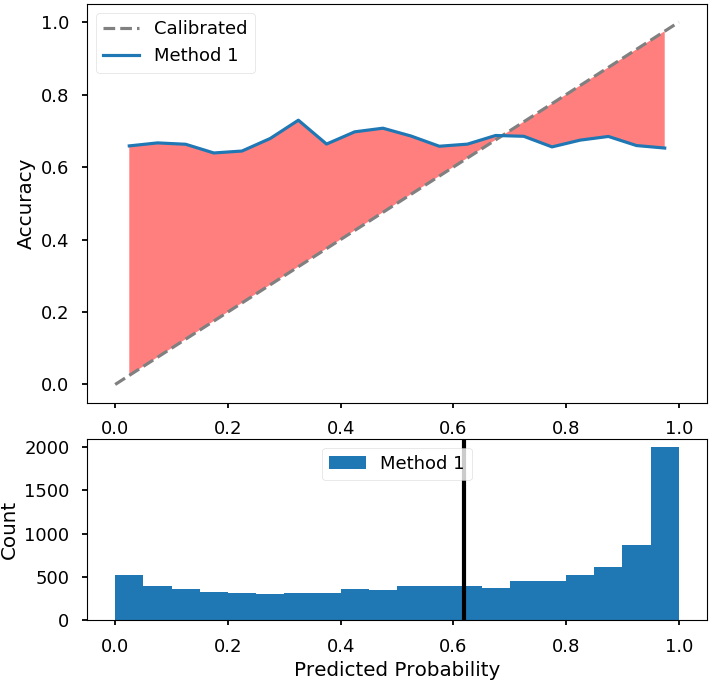 1.0
Calibrated
Method 1
0.8
0.6
Accuracy
0.4
0.2
0.0
0.0 0.2 0.4 0.6 0.8 1.0
2000
Method 1
1500
Count
1000
500
0
0.0 0.2 0.4 0.6 0.8 1.0
Predicted Probability